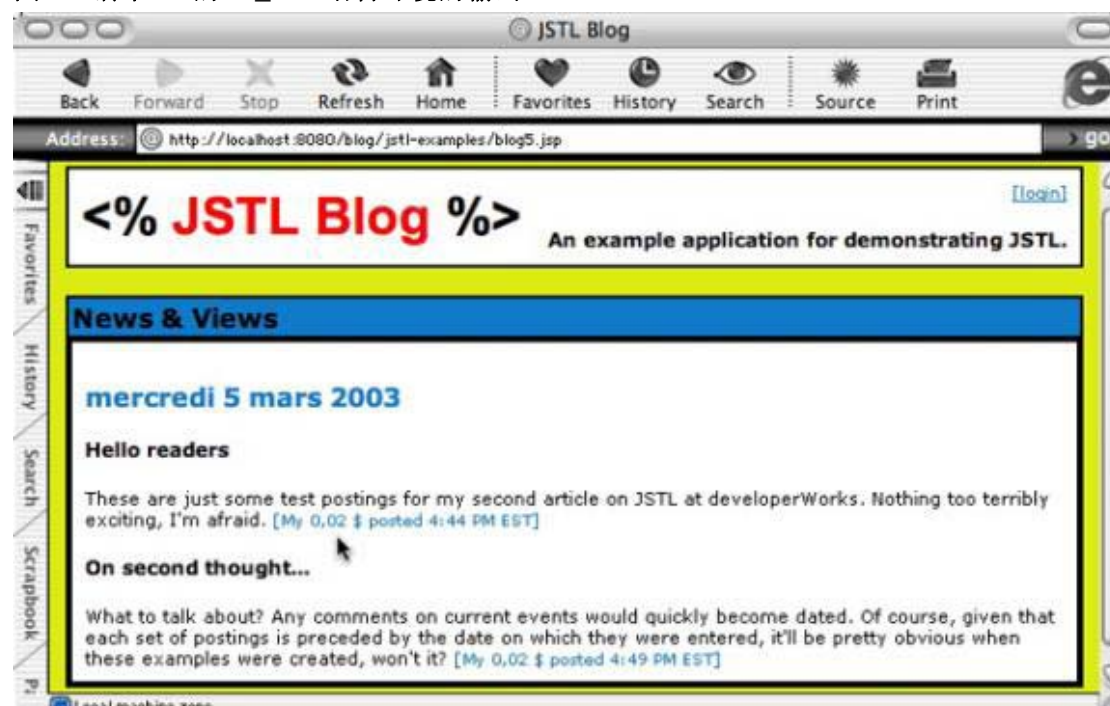 JSTL Blog
Back Forward Stop Refresh Home Favorites History Search Source Print
Address: http://localhost:8080/blog/jstl-examples/blog5.jsp go
[login]
<% JSTL Blog %> An example application for demonstrating JSTL.
Favorites
History
Search
Scrapbook
News & Views
mercredi 5 mars 2003
Hello readers
These are just some test postings for my second article on JSTL at developerWorks. Nothing too terribly
exciting, I'm afraid. [My 0,02 $ posted 4:44 PM EST]
On second thought...
What to talk about? Any comments on current events would quickly become dated. Of course, given that
each set of postings is preceded by the date on which they were entered, it'll be pretty obvious when
these examples were created, won't it? [My 0,02 $ posted 4:49 PM EST]